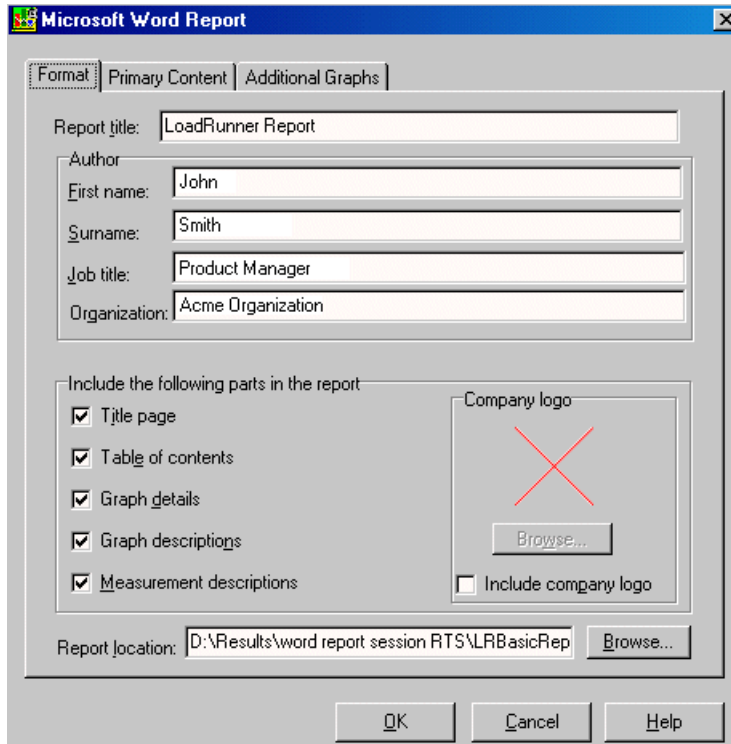 Microsoft Word Report
Format Primary Content Additional Graphs
Report title: LoadRunner Report
Author
First name: John
Surname: Smith
Job title: Product Manager
Organization: Acme Organization
Include the following parts in the report
Company logo
Title page
Table of contents
Graph details
Graph descriptions
Browse...
Measurement descriptions
Include company logo
Report location: D:\Results\word report session RTS\LRBasicRep Browse...
OK Cancel Help